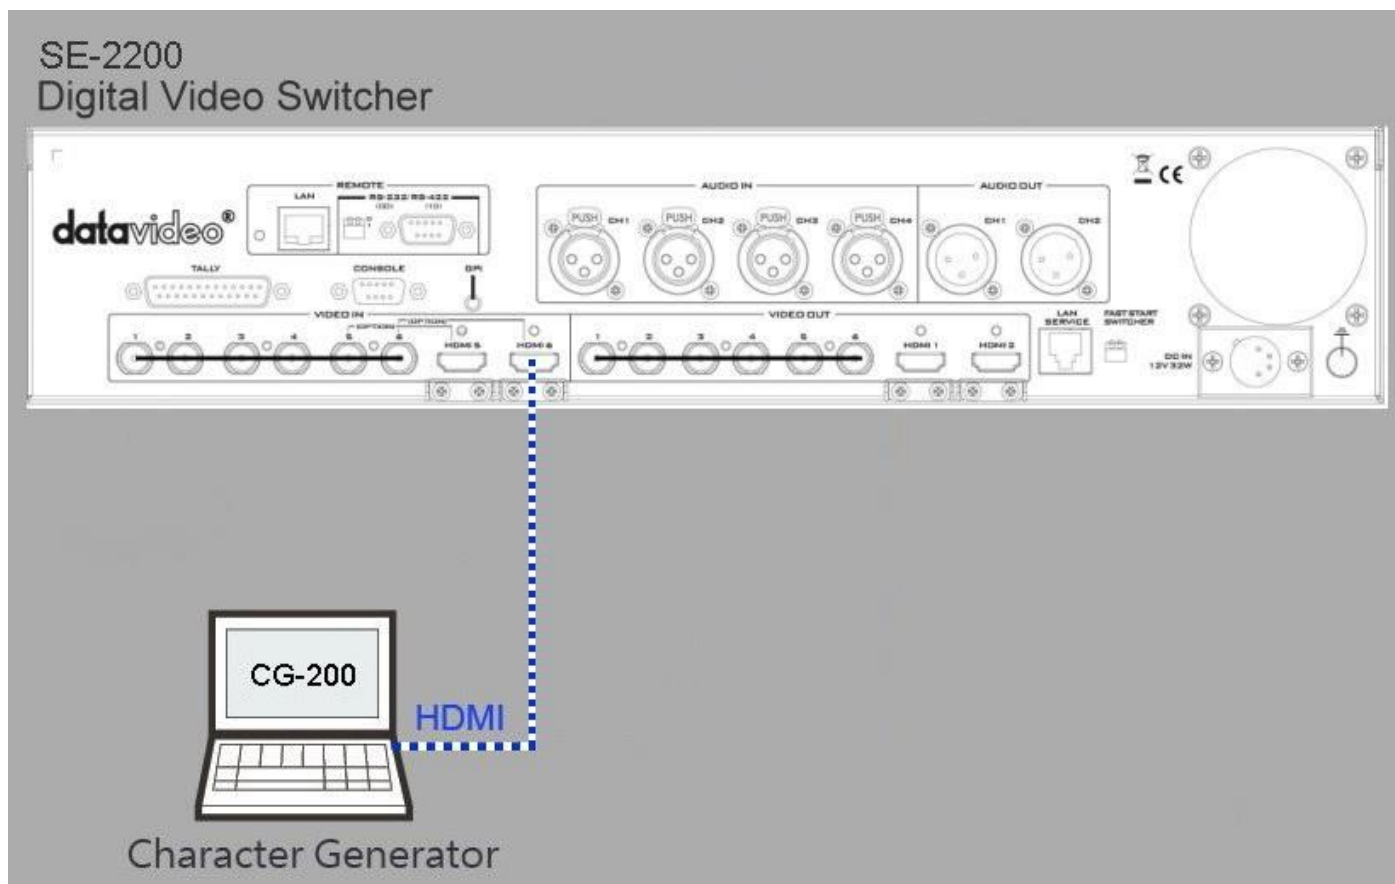 SE-2200
Digital Video Switcher
datavideo®
REMOTE
LAN
RS-232/RS-422
TALLY
CONSOLE
GPI
AUDIO IN
CH1
CH2
CH3
CH4
PUSH
PUSH
PUSH
PUSH
AUDIO OUT
CH1
CH2
CE
VIDEO IN
(OPTION)
(OPTION)
1 2 3 4 5 6
HDMI 5
HDMI 6
VIDEO OUT
1 2 3 4 5 6
HDMI 1
HDMI 2
LAN
SERVICE
FAST START
SWITCHER
DC IN
12V 32W
CG-200
HDMI
Character Generator